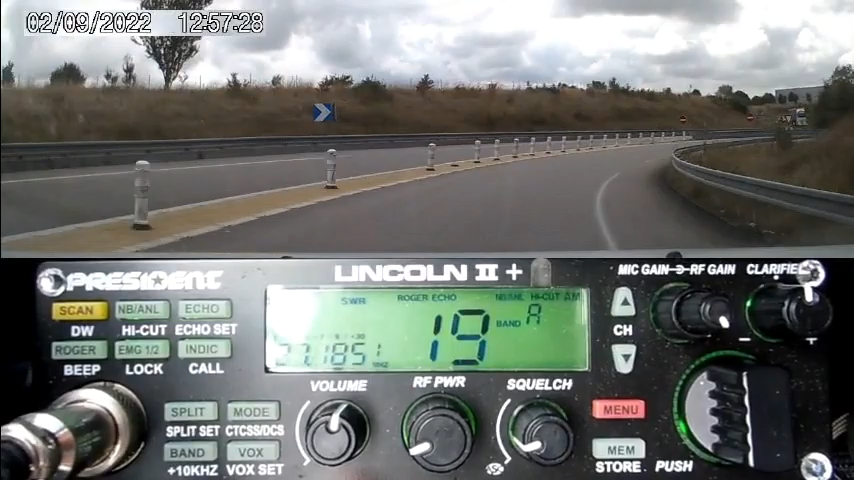 02/09/2022 12:57:28
PRESIDENT
LINCOLN II +
MIC GAIN RF GAIN CLARIFIER
SCAN NB/ANL ECHO
DW HI-CUT ECHO SET
ROGER EMG 1/2 INDIC
BEEP LOCK CALL
SWR ROGER ECHO NB/ANL HI-CUT AM
19 BAND A
27.185
CH
VOLUME RF PWR SQUELCH
SPLIT MODE
SPLIT SET CTCSS/DCS
BAND VOX
+10KHZ VOX SET
MENU
MEM
STORE PUSH
- +